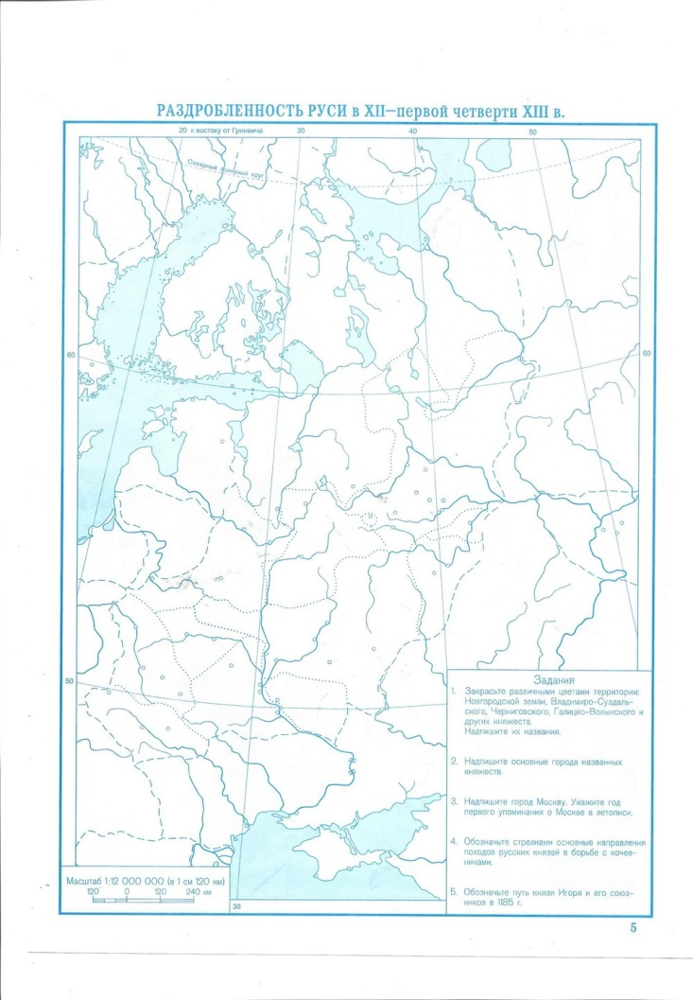 РАЗДРОБЛЕННОСТЬ РУСИ в XII—первой четверти XIII в.
20 к востоку от Гринвича 30 40 50
Северный полярный круг
60 60
50
Задания
1. Закрасьте различными цветами территории:
Новгородской земли, Владимиро-Суздаль-
ского, Черниговского, Галицко-Волынского и
других княжеств.
Надпишите их названия.
2. Надпишите основные города названных
княжеств.
3. Надпишите город Москву. Укажите год
первого упоминания о Москве в летописи.
4. Обозначьте стрелками основные направления
походов русских князей в борьбе с кочев-
никами.
5. Обозначьте путь князя Игоря и его союз-
ников в 1185 г.
Масштаб 1:12 000 000 (в 1 см 120 км)
120 0 120 240 км
30
5